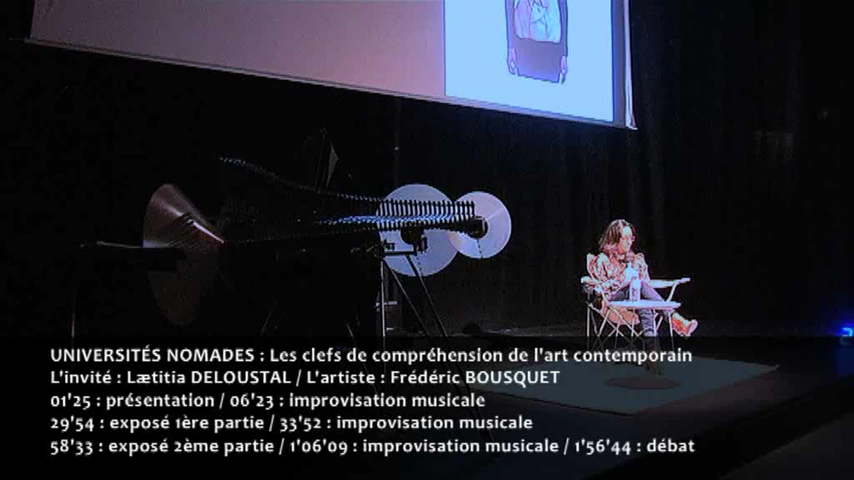 UNIVERSITÉS NOMADES : Les clefs de compréhension de l'art contemporain
L'invité : Lætitia DELOUSTAL / L'artiste : Frédéric BOUSQUET
01'25 : présentation / 06'23 : improvisation musicale
29'54 : exposé 1ère partie / 33'52 : improvisation musicale
58'33 : exposé 2ème partie / 1'06'09 : improvisation musicale / 1'56'44 : débat